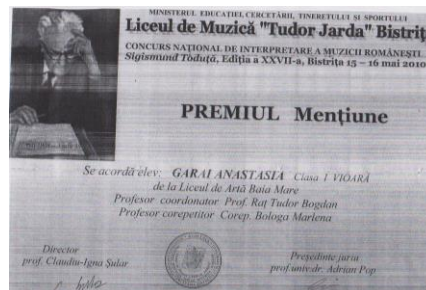 MINISTERUL EDUCAȚIEI, CERCETĂRII, TINERETULUI ȘI SPORTULUI
Liceul de Muzică "Tudor Jarda" Bistriț
CONCURS NAȚIONAL DE INTERPRETARE A MUZICII ROMÂNEȘTI
Sigismund Toduță, Ediția a XXVII-a, Bistrița 15 – 16 mai 2010
PREMIUL Mențiune
Se acordă elev: GARAI ANASTASIA Clasa I VIOARĂ
de la Liceul de Artă Baia Mare
Profesor coordonator Prof. Raț Tudor Bogdan
Profesor corepetitor Corep. Bologa Marlena
Director
prof. Claudiu-Igna Șular
Președinte juriu
prof.univ.dr. Adrian Pop